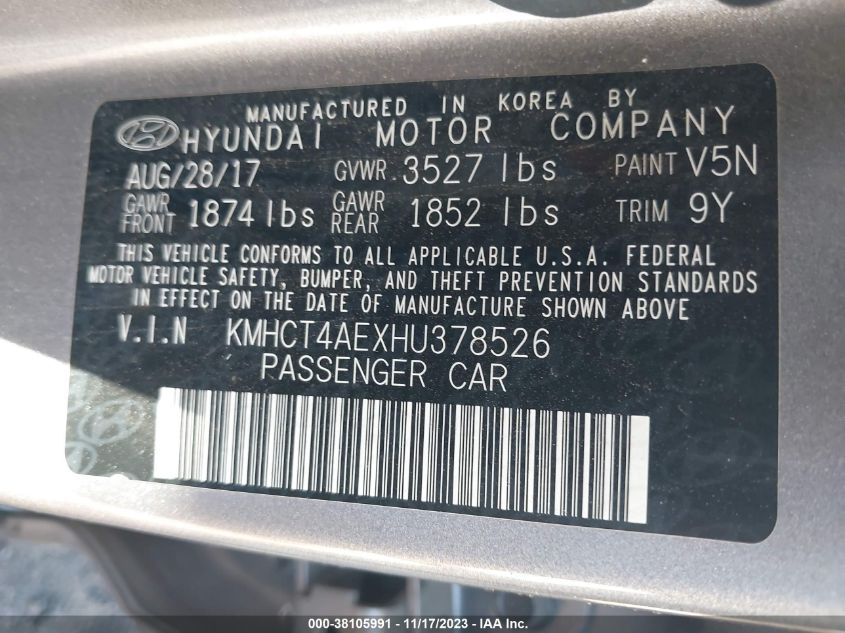 MANUFACTURED IN KOREA BY
HYUNDAI MOTOR COMPANY
AUG/28/17 GVWR 3527 lbs PAINT V5N
GAWR FRONT 1874 lbs GAWR REAR 1852 lbs TRIM 9Y
THIS VEHICLE CONFORMS TO ALL APPLICABLE U.S.A. FEDERAL
MOTOR VEHICLE SAFETY, BUMPER, AND THEFT PREVENTION STANDARDS
IN EFFECT ON THE DATE OF MANUFACTURE SHOWN ABOVE
V.I.N KMHCT4AEXHU378526
PASSENGER CAR
000-38105991 - 11/17/2023 - © IAA Inc.